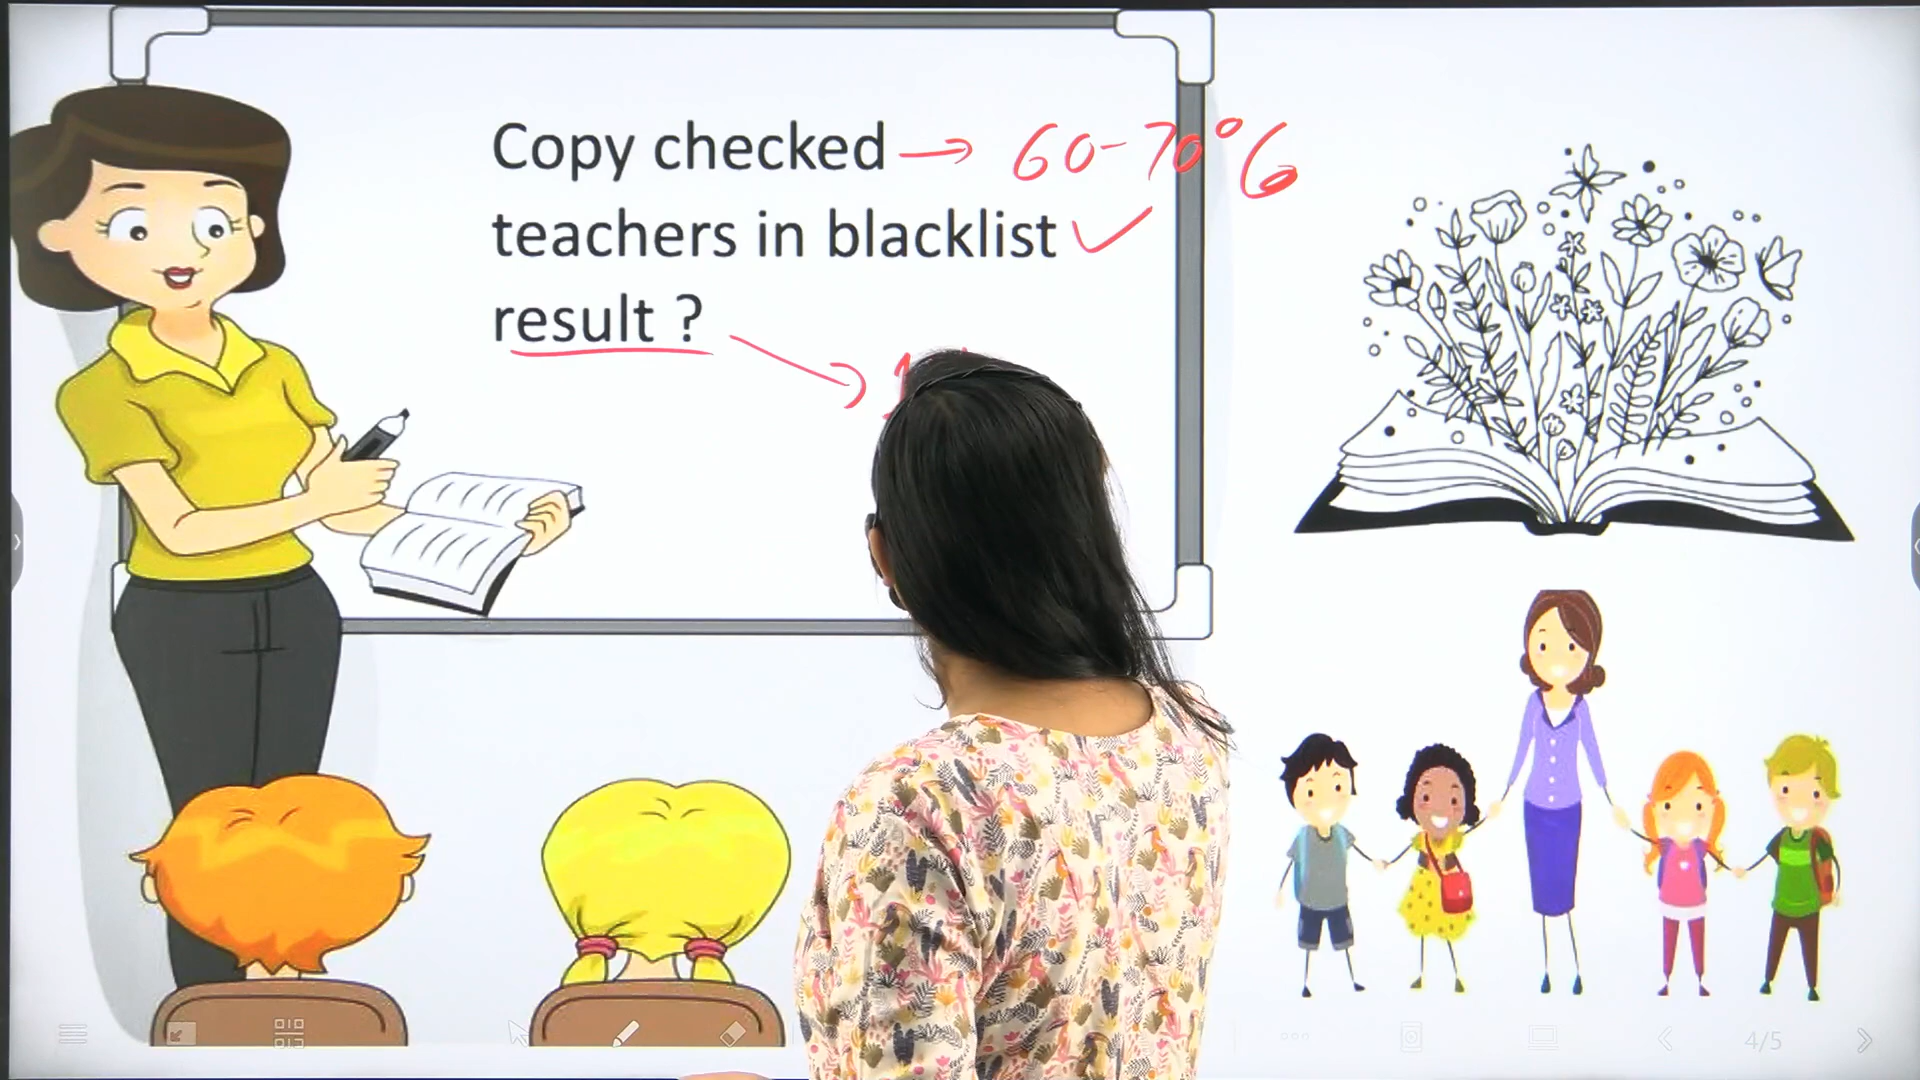 Copy checked → 60-70%
teachers in blacklist ✓
result ?
4/5